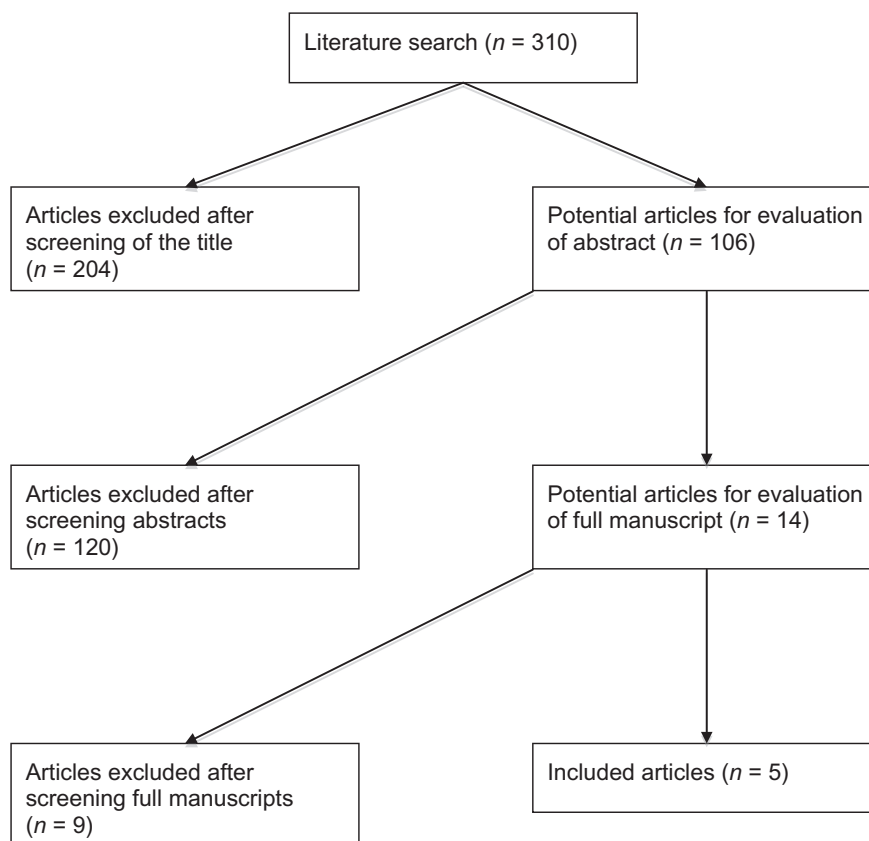 Literature search (n = 310)
Articles excluded after
screening of the title
(n = 204)
Potential articles for evaluation
of abstract (n = 106)
Articles excluded after
screening abstracts
(n = 120)
Potential articles for evaluation
of full manuscript (n = 14)
Articles excluded after
screening full manuscripts
(n = 9)
Included articles (n = 5)